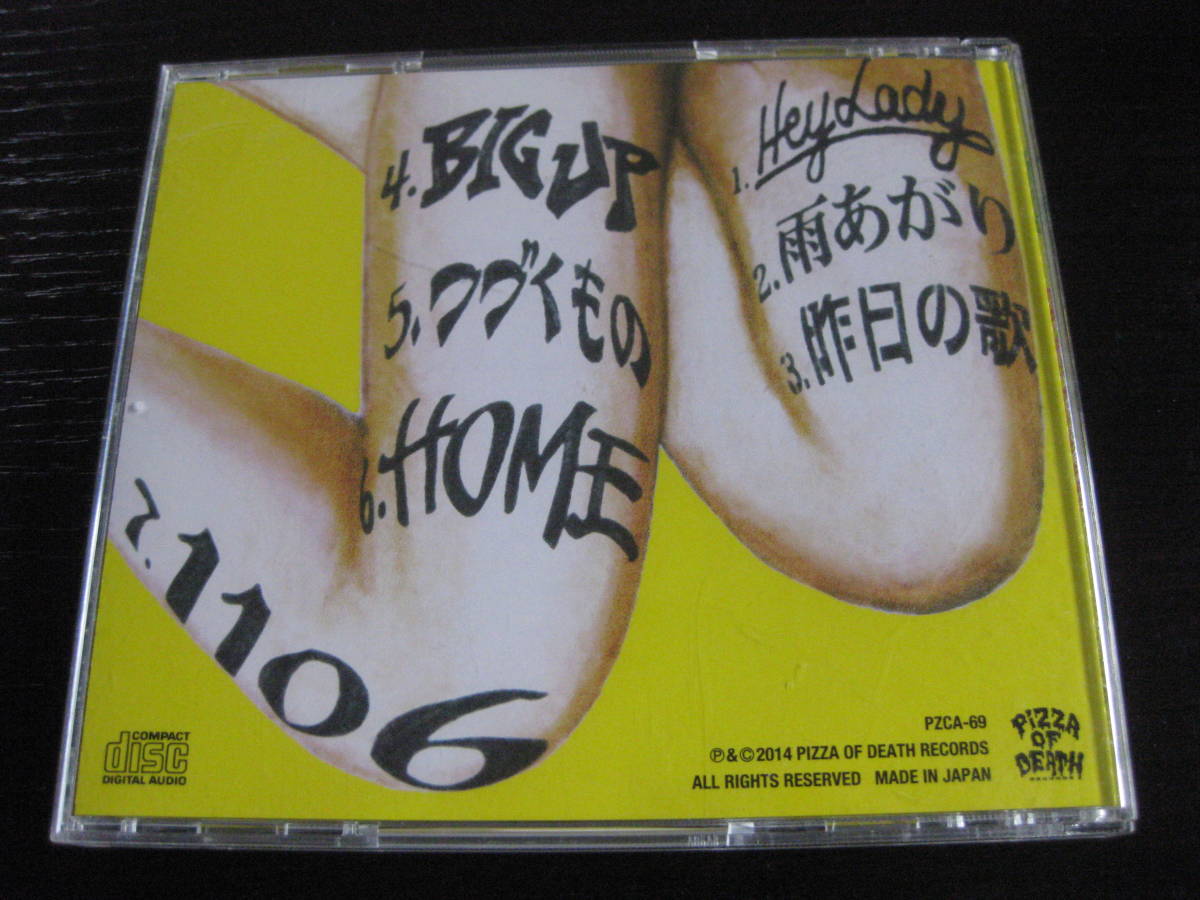 1. Hey Lady
2. 雨あがり
3. 昨日の歌
4. BIG UP
5. つづくもの
6. HOME
7. 1106
COMPACT
disc
DIGITAL AUDIO
PZCA-69
℗&©2014 PIZZA OF DEATH RECORDS
ALL RIGHTS RESERVED MADE IN JAPAN
PIZZA
OF
DEATH